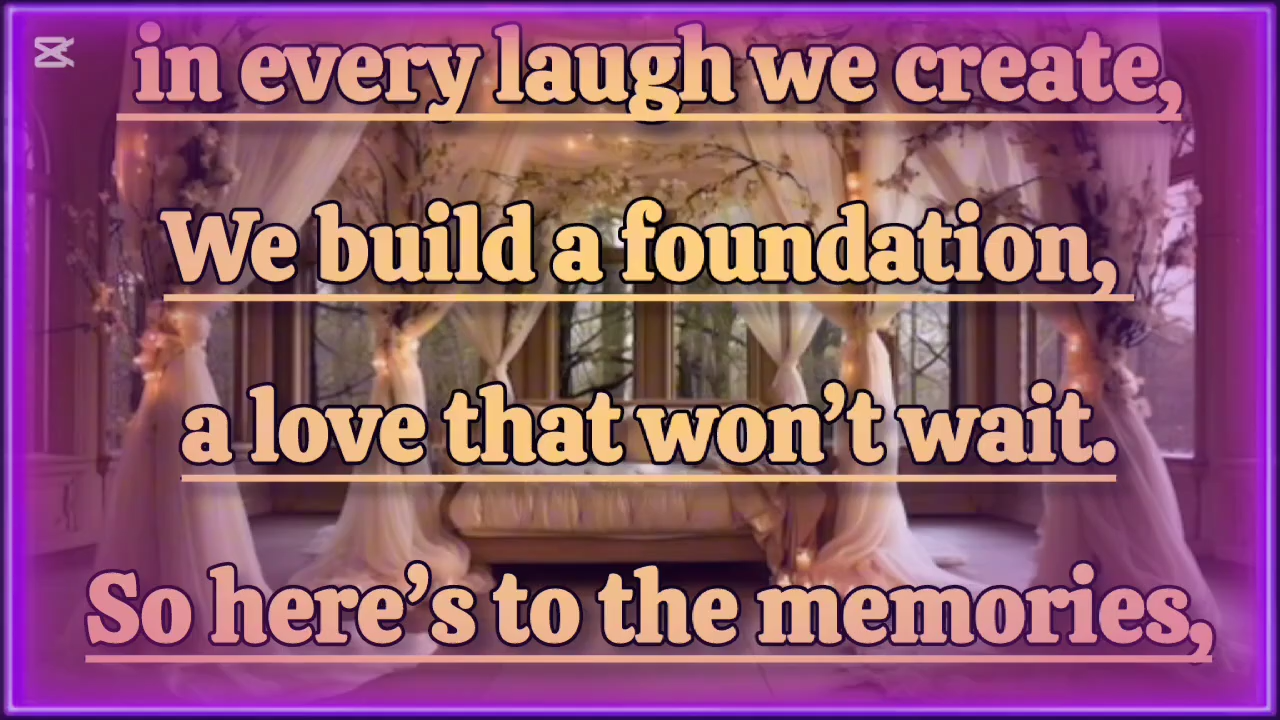 in every laugh we create,
We build a foundation,
a love that won’t wait.
So here’s to the memories,